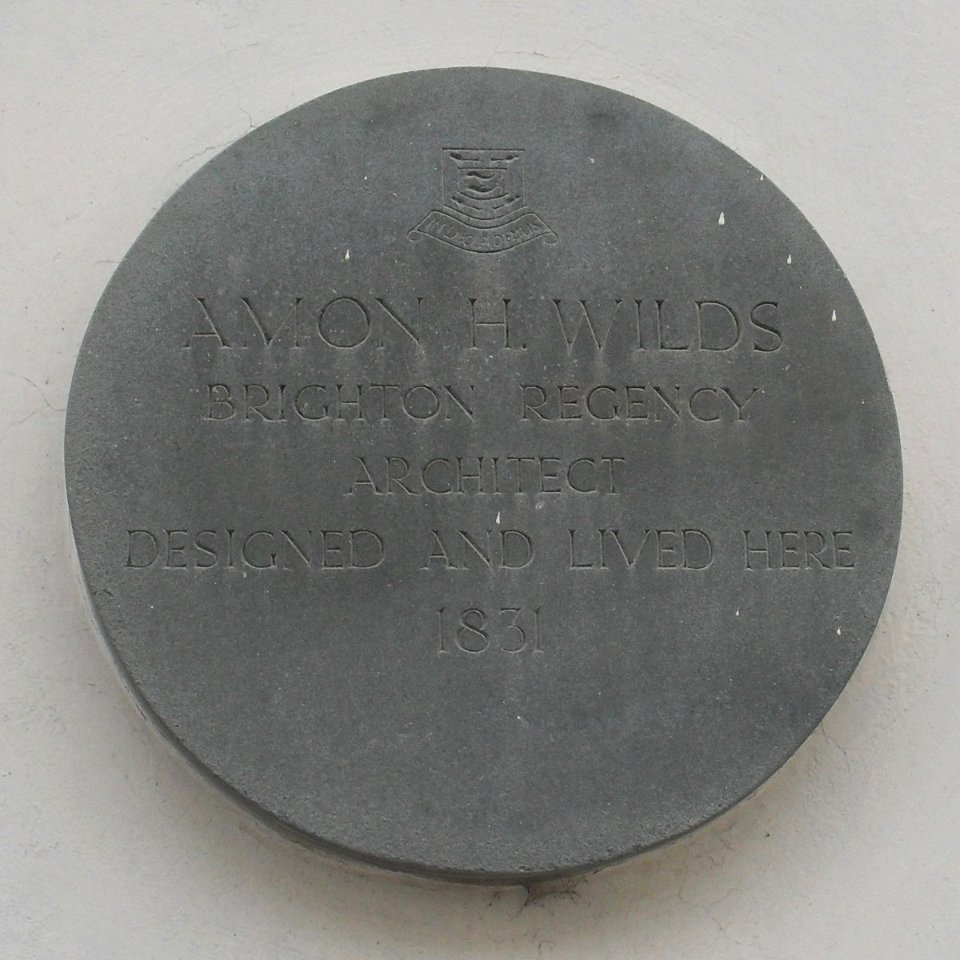 AMON H. WILDS
BRIGHTON REGENCY
ARCHITECT
DESIGNED AND LIVED HERE
1831